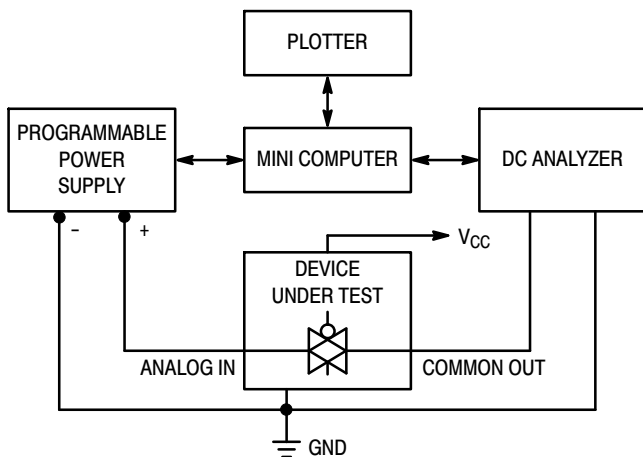 PLOTTER
PROGRAMMABLE
POWER
SUPPLY
MINI COMPUTER
DC ANALYZER
– +
VCC
DEVICE
UNDER TEST
ANALOG IN
COMMON OUT
GND